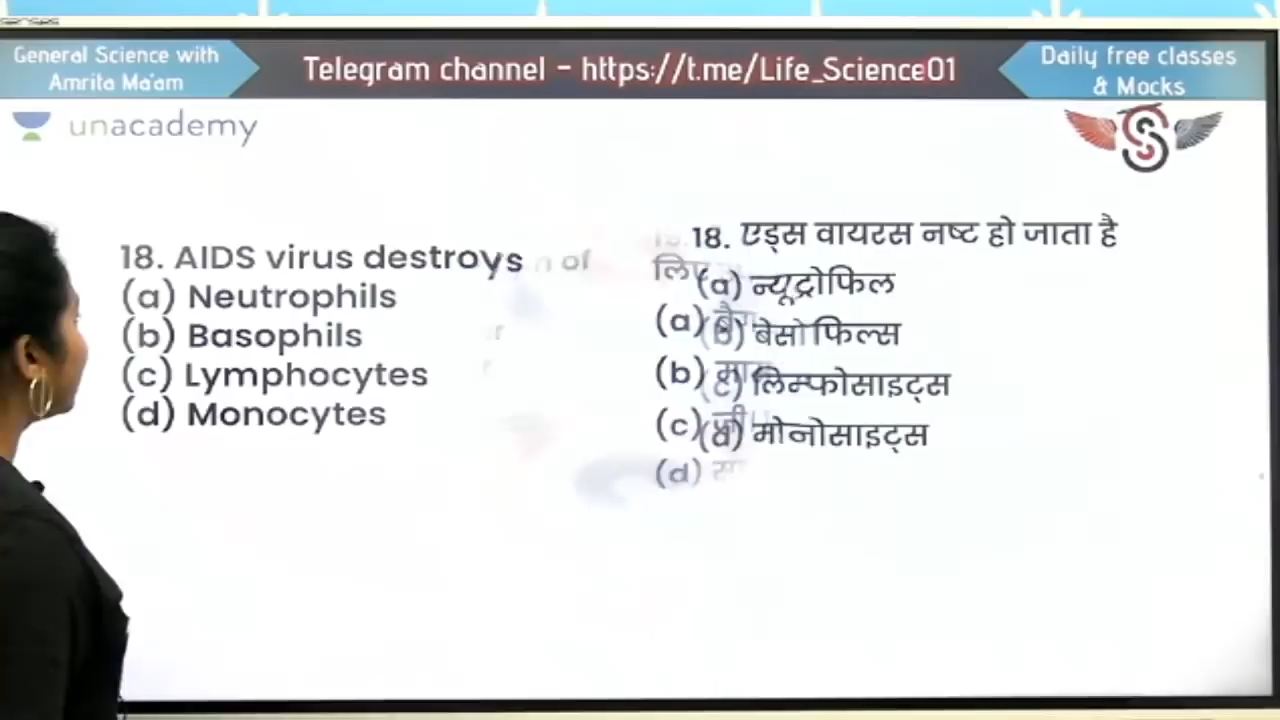 General Science with
Amrita Ma'am
Telegram channel - https://t.me/Life_Science01
Daily free classes
& Mocks
unacademy
18. AIDS virus destroys
of
(a) Neutrophils
(b) Basophils
(c) Lymphocytes
(d) Monocytes
18. एड्स वायरस नष्ट हो जाता है
(a) न्यूट्रोफिल
(b) बेसोफिल्स
(c) लिम्फोसाइट्स
(d) मोनोसाइट्स
(a)
(b)
(c)
(d)